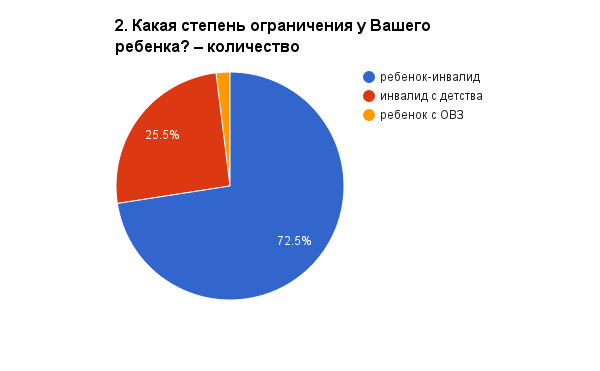 2. Какая степень ограничения у Вашего
ребенка? – количество
ребенок-инвалид
инвалид с детства
ребенок с ОВЗ
25.5%
72.5%